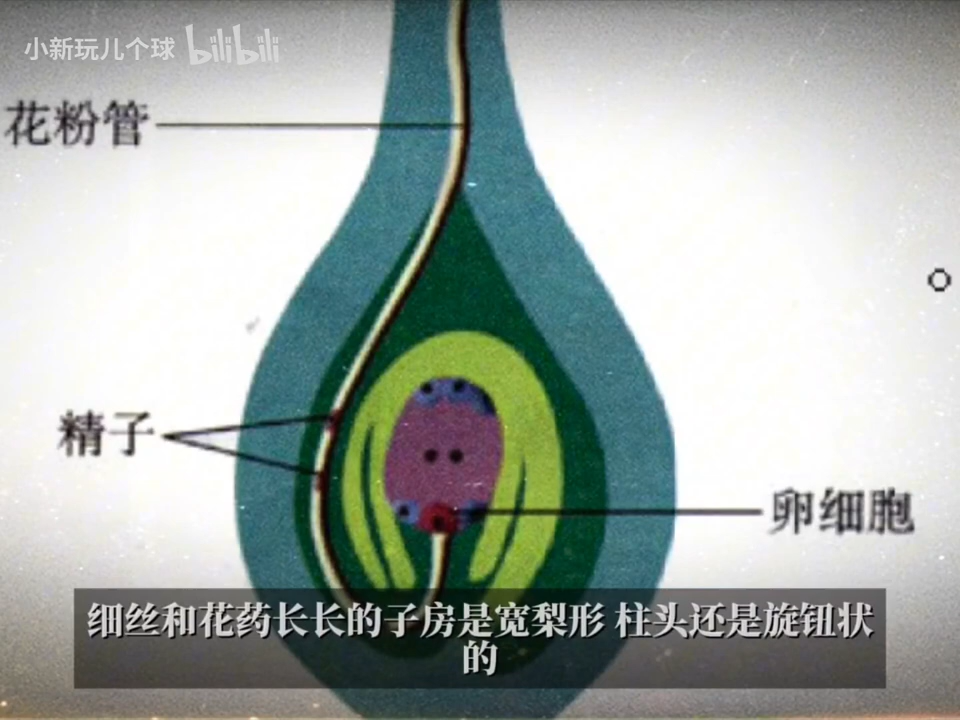 小新玩儿个球 bilibili
花粉管
精子
卵细胞
细丝和花药长长的子房是宽梨形 柱头还是旋钮状
的